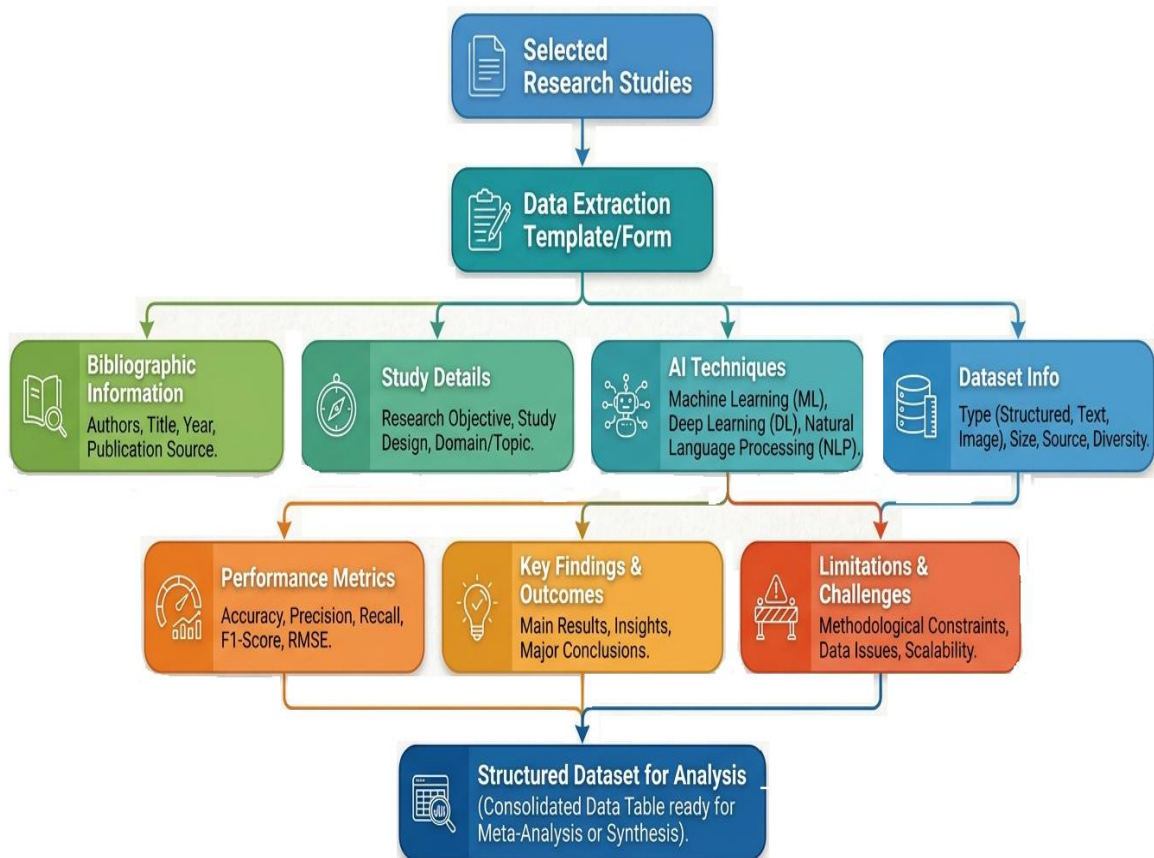 Selected
Research Studies
Data Extraction
Template/Form
Bibliographic
Information
Authors, Title, Year,
Publication Source.
Study Details
Research Objective, Study
Design, Domain/Topic.
AI Techniques
Machine Learning (ML),
Deep Learning (DL), Natural
Language Processing (NLP).
Dataset Info
Type (Structured, Text,
Image), Size, Source, Diversity.
Performance Metrics
Accuracy, Precision, Recall,
F1-Score, RMSE.
Key Findings &
Outcomes
Main Results, Insights,
Major Conclusions.
Limitations &
Challenges
Methodological Constraints,
Data Issues, Scalability.
Structured Dataset for Analysis
(Consolidated Data Table ready for
Meta-Analysis or Synthesis).